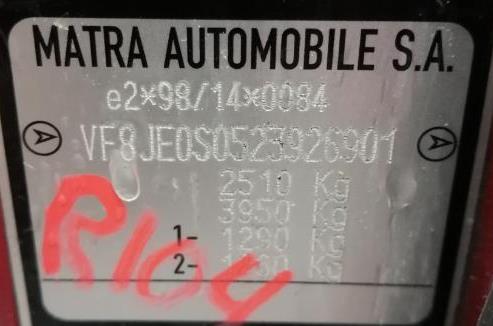 MATRA AUTOMOBILE S.A.
e2*98/14*0084
VF8JE0S0523926901
2510 Kg
3950 Kg
1- 1290 Kg
2- Kg
R104